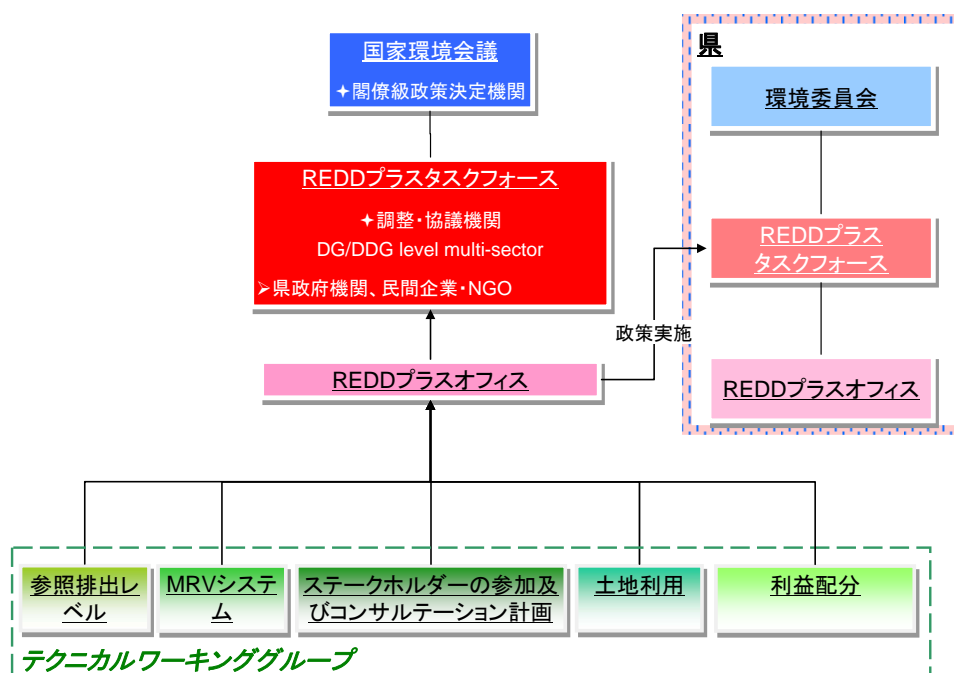 国家環境会議
✦閣僚級政策決定機関
REDDプラスタスクフォース
✦調整・協議機関
DG/DDG level multi-sector
➢県政府機関、民間企業・NGO
REDDプラスオフィス
政策実施
県
環境委員会
REDDプラス
タスクフォース
REDDプラスオフィス
参照排出レ
ベル
MRVシステ
ム
ステークホルダーの参加及
びコンサルテーション計画
土地利用
利益配分
テクニカルワーキンググループ